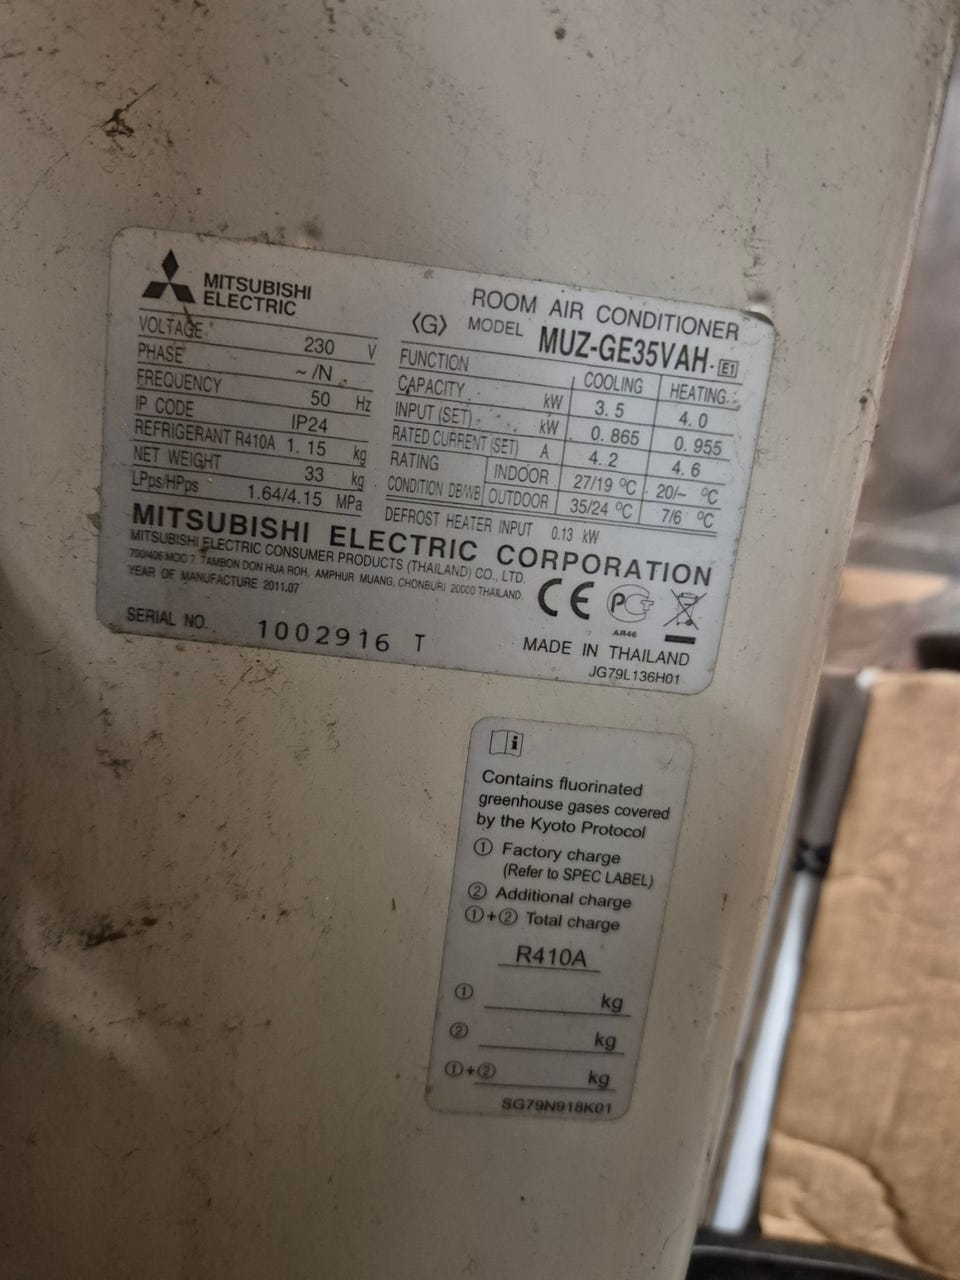 MITSUBISHI
ELECTRIC
ROOM AIR CONDITIONER
⟨G⟩ MODEL MUZ-GE35VAH-E1
VOLTAGE 230 V
PHASE ~ /N
FREQUENCY 50 Hz
IP CODE IP24
REFRIGERANT R410A 1. 15 kg
NET WEIGHT 33 kg
LPps/HPps 1.64/4.15 MPa
FUNCTION COOLING HEATING
CAPACITY kW 3. 5 4. 0
INPUT (SET) kW 0. 865 0. 955
RATED CURRENT (SET) A 4. 2 4. 6
RATING INDOOR 27/19 ºC 20/– ºC
CONDITION DB/WB OUTDOOR 35/24 ºC 7/6 ºC
DEFROST HEATER INPUT 0.13 kW
MITSUBISHI ELECTRIC CORPORATION
MITSUBISHI ELECTRIC CONSUMER PRODUCTS (THAILAND) CO., LTD.
700/406 MOO 7, TAMBON DON HUA ROH, AMPHUR MUANG, CHONBURI 20000 THAILAND
YEAR OF MANUFACTURE 2011.07
CE PCT
AR46
SERIAL NO. 1002916 T
MADE IN THAILAND
JG79L136H01
i
Contains fluorinated
greenhouse gases covered
by the Kyoto Protocol
① Factory charge
(Refer to SPEC LABEL)
② Additional charge
①+② Total charge
R410A
① kg
② kg
①+② kg
SG79N918K01